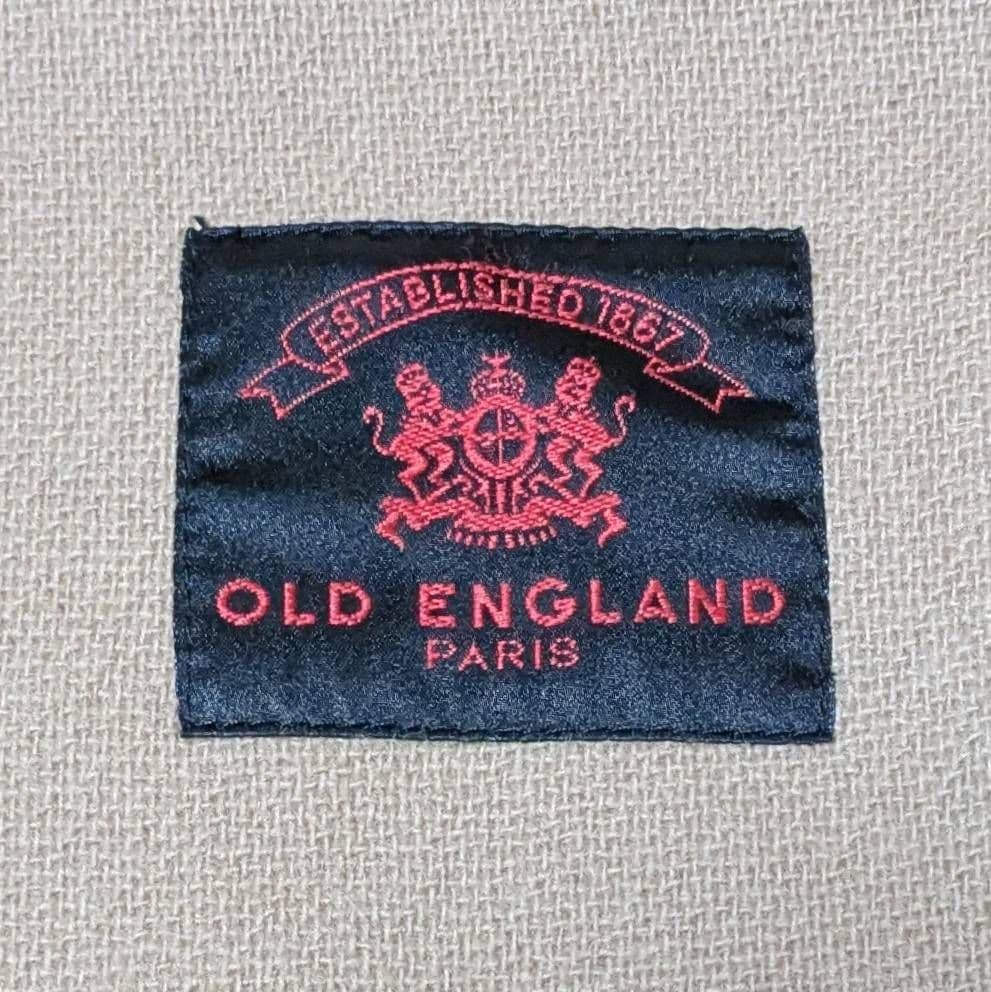 ESTABLISHED 1867
OLD ENGLAND
PARIS